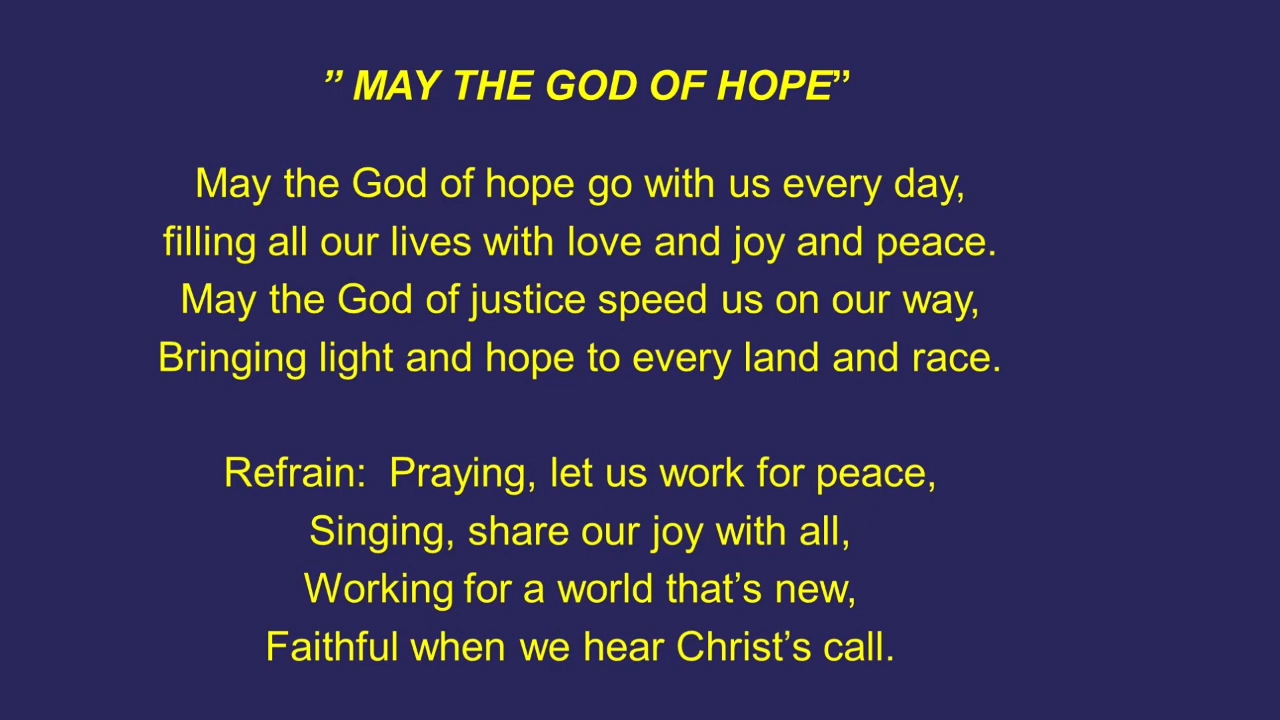 ” MAY THE GOD OF HOPE”
May the God of hope go with us every day,
filling all our lives with love and joy and peace.
May the God of justice speed us on our way,
Bringing light and hope to every land and race.
Refrain:  Praying, let us work for peace,
Singing, share our joy with all,
Working for a world that’s new,
Faithful when we hear Christ’s call.